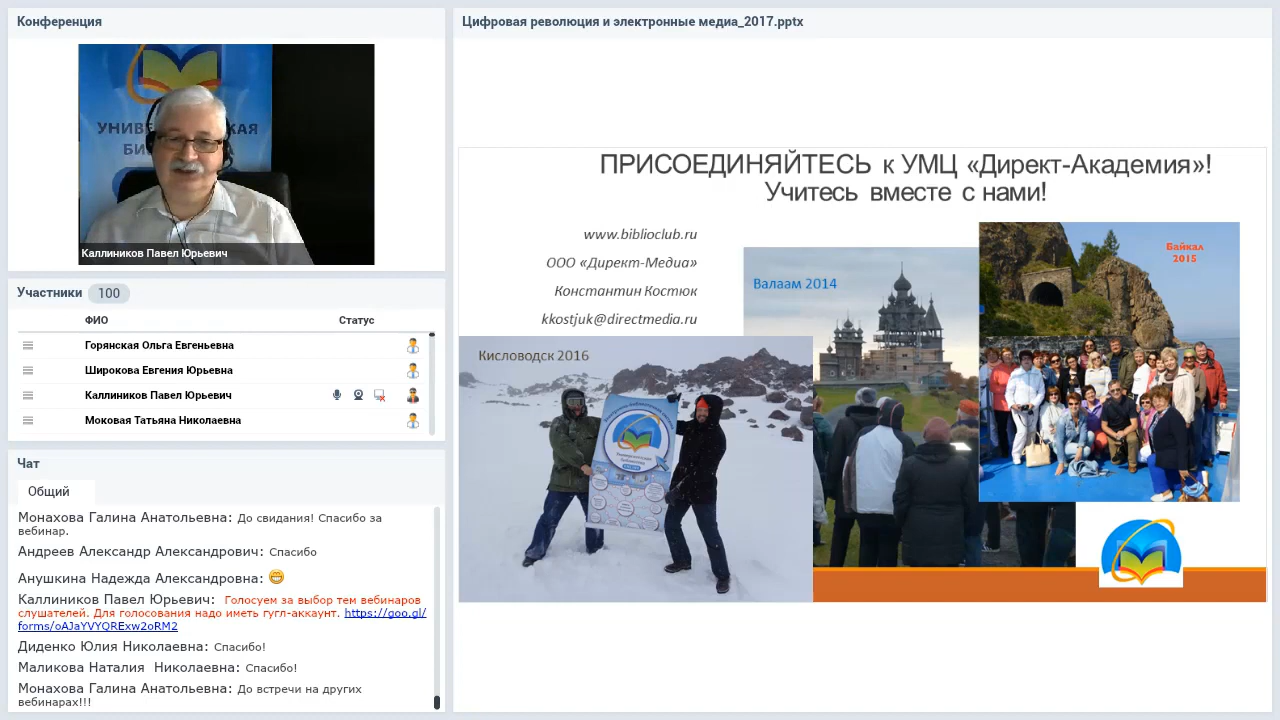 Конференция
Каллиников Павел Юрьевич
Участники 100
ФИО Статус
Горянская Ольга Евгеньевна
Широкова Евгения Юрьевна
Каллиников Павел Юрьевич
Моковая Татьяна Николаевна
Чат
Общий
Монахова Галина Анатольевна: До свидания! Спасибо за
вебинар.
Андреев Александр Александрович: Спасибо
Анушкина Надежда Александровна:
Каллиников Павел Юрьевич: Голосуем за выбор тем вебинаров
слушателей. Для голосования надо иметь гугл-аккаунт. https://goo.gl/
forms/oAJaYVYQRExw2oRM2
Диденко Юлия Николаевна: Спасибо!
Маликова Наталия Николаевна: Спасибо!
Монахова Галина Анатольевна: До встречи на других
вебинарах!!!
Цифровая революция и электронные медиа_2017.pptx
ПРИСОЕДИНЯЙТЕСЬ к УМЦ «Директ-Академия»!
Учитесь вместе с нами!
www.biblioclub.ru
ООО «Директ-Медиа»
Константин Костюк
kkostjuk@directmedia.ru
Кисловодск 2016
Валаам 2014
Байкал
2015